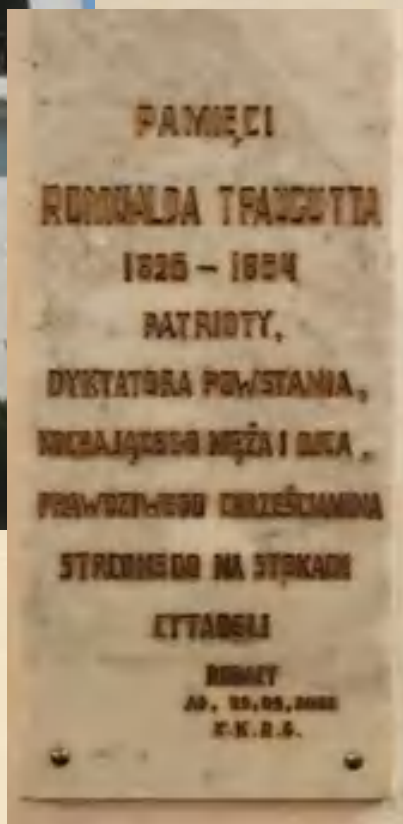 PAMIĘCI
ROMUALDA TRAUGUTTA
1826 – 1864
PATRIOTY,
DYKTATORA POWSTANIA,
KOCHAJĄCEGO MĘŻA I OJCA,
PRAWDZIWEGO CHRZEŚCIJANINA
STRACONEGO NA STOKACH
CYTADELI
RODACY